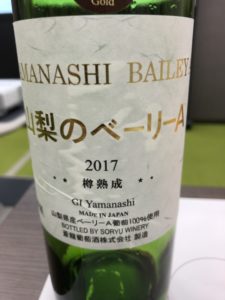 Gold
MANASHI BAILEY
山梨のベーリーA
2017
樽熟成
GI Yamanashi
MADE IN JAPAN
山梨県産ベーリーA葡萄100%使用
BOTTLED BY SORYU WINERY
蒼龍葡萄酒株式会社 製造